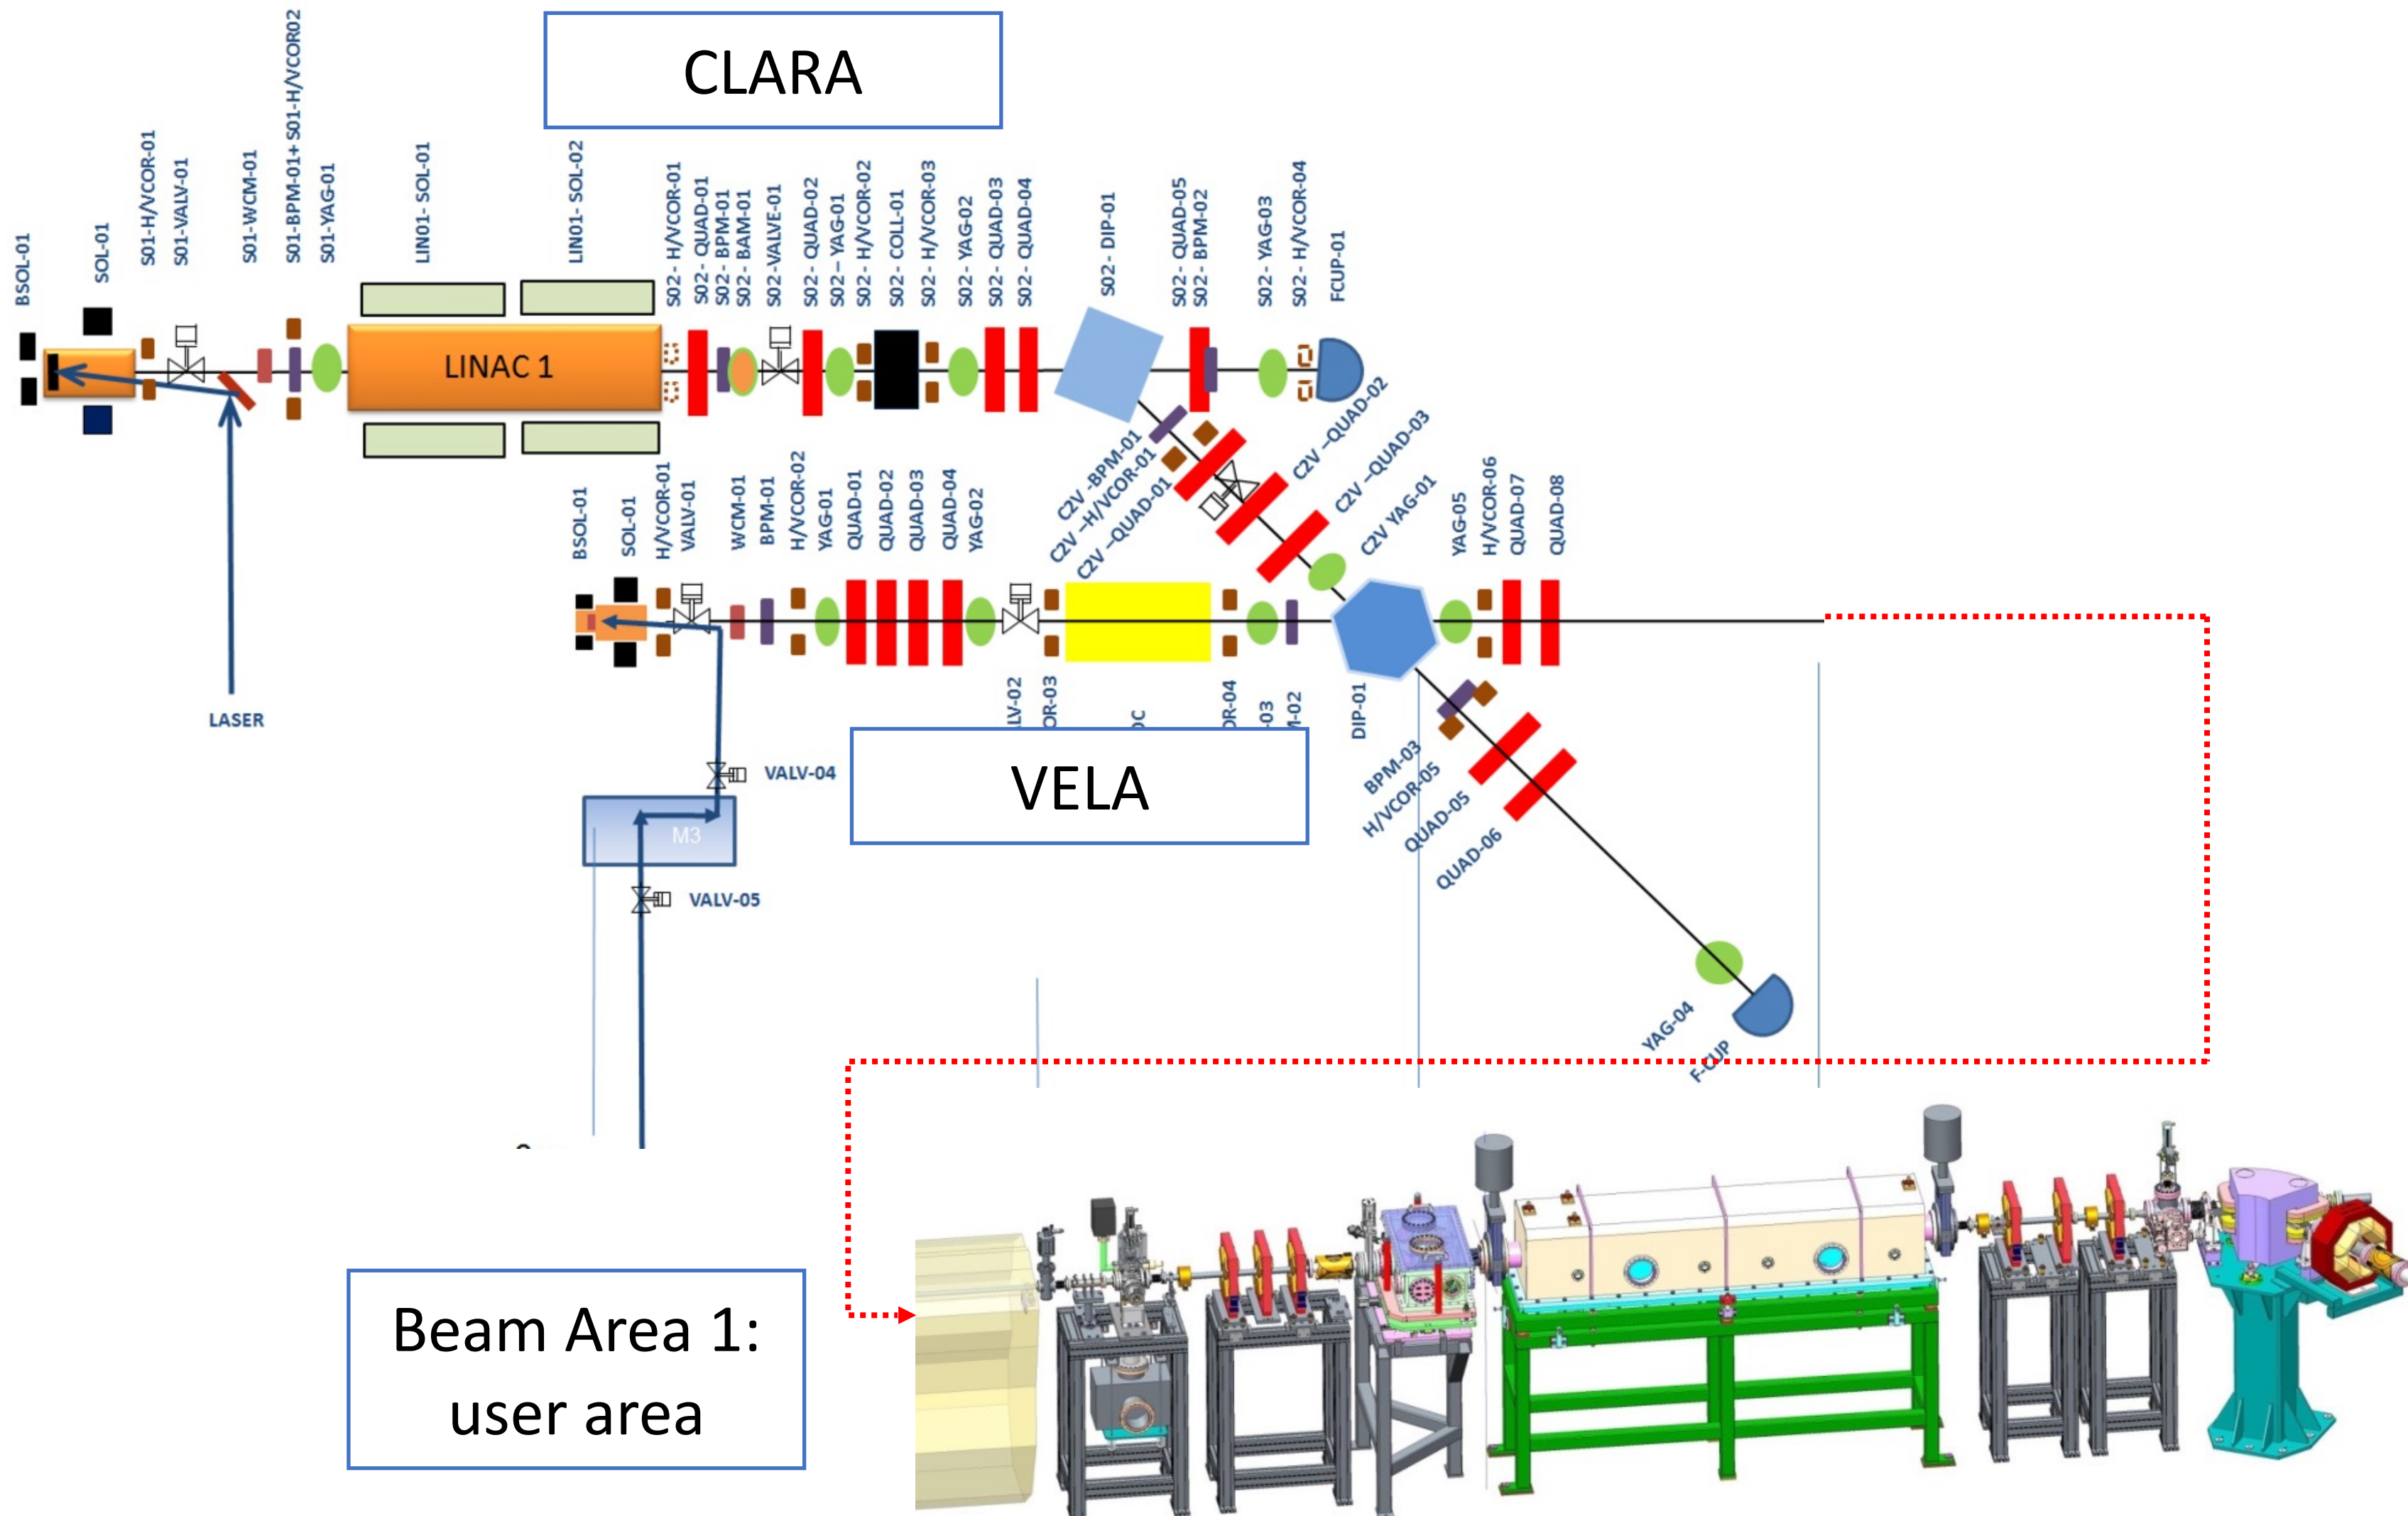 CLARA
BSOL-01
SOL-01
S01-H/VCOR-01
S01-VALV-01
S01-WCM-01
S01-BPM-01+ S01-H/VCOR02
S01-YAG-01
LIN01- SOL-01
LIN01- SOL-02
S02 - H/VCOR-01
S02 - QUAD-01
S02 - BPM-01
S02 - BAM-01
S02 -VALVE-01
S02 - QUAD-02
S02 – YAG-01
S02 - H/VCOR-02
S02 - COLL-01
S02 - H/VCOR-03
S02 - YAG-02
S02 - QUAD-03
S02 - QUAD-04
S02 - DIP-01
S02 - QUAD-05
S02 - BPM-02
S02 - YAG-03
S02 - H/VCOR-04
FCUP-01
LINAC 1
C2V -BPM-01
C2V –H/VCOR-01
C2V –QUAD-01
C2V –QUAD-02
C2V –QUAD-03
C2V YAG-01
LASER
BSOL-01
SOL-01
H/VCOR-01
VALV-01
WCM-01
BPM-01
H/VCOR-02
YAG-01
QUAD-01
QUAD-02
QUAD-03
QUAD-04
YAG-02
YAG-05
H/VCOR-06
QUAD-07
QUAD-08
LV-02
OR-03
OR-04
-03
-02
DIP-01
VELA
BPM-03
H/VCOR-05
QUAD-05
QUAD-06
YAG-04
F-CUP
VALV-04
M3
VALV-05
Beam Area 1:
user area